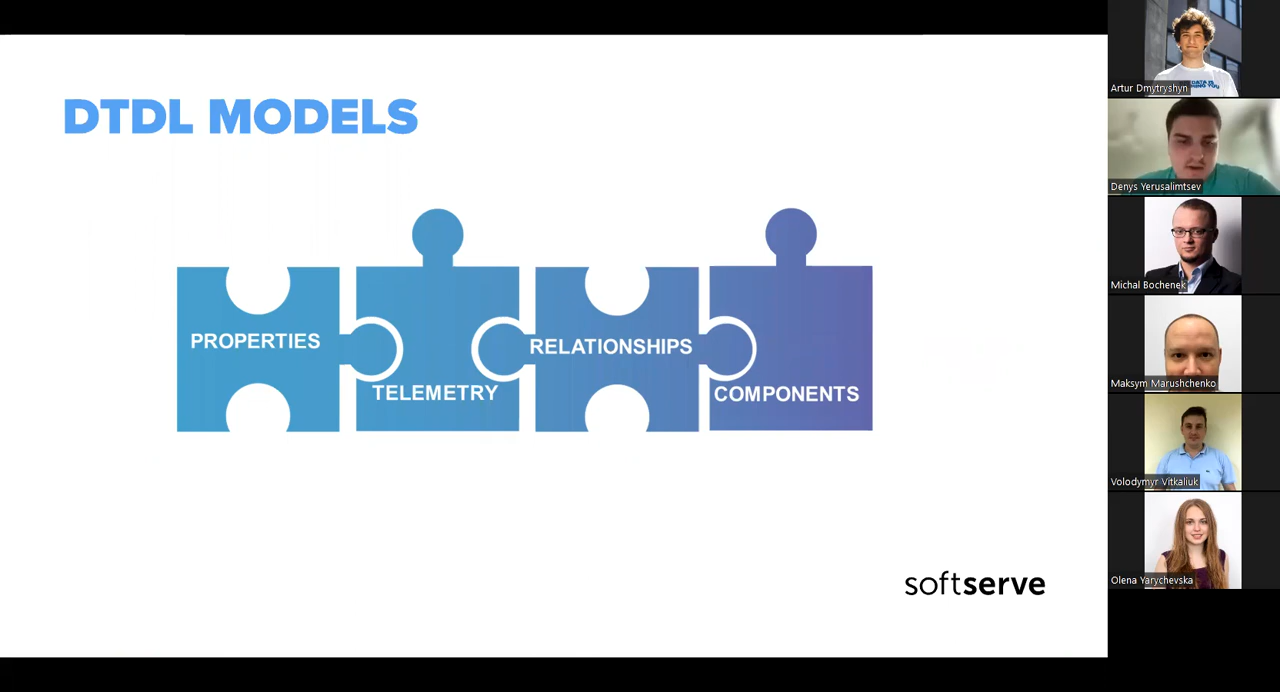 DTDL MODELS
PROPERTIES
TELEMETRY
RELATIONSHIPS
COMPONENTS
softserve
Artur Dmytryshyn
Denys Yerusalimtsev
Michal Bochenek
Maksym Marushchenko
Volodymyr Vitkaliuk
Olena Yarychevska